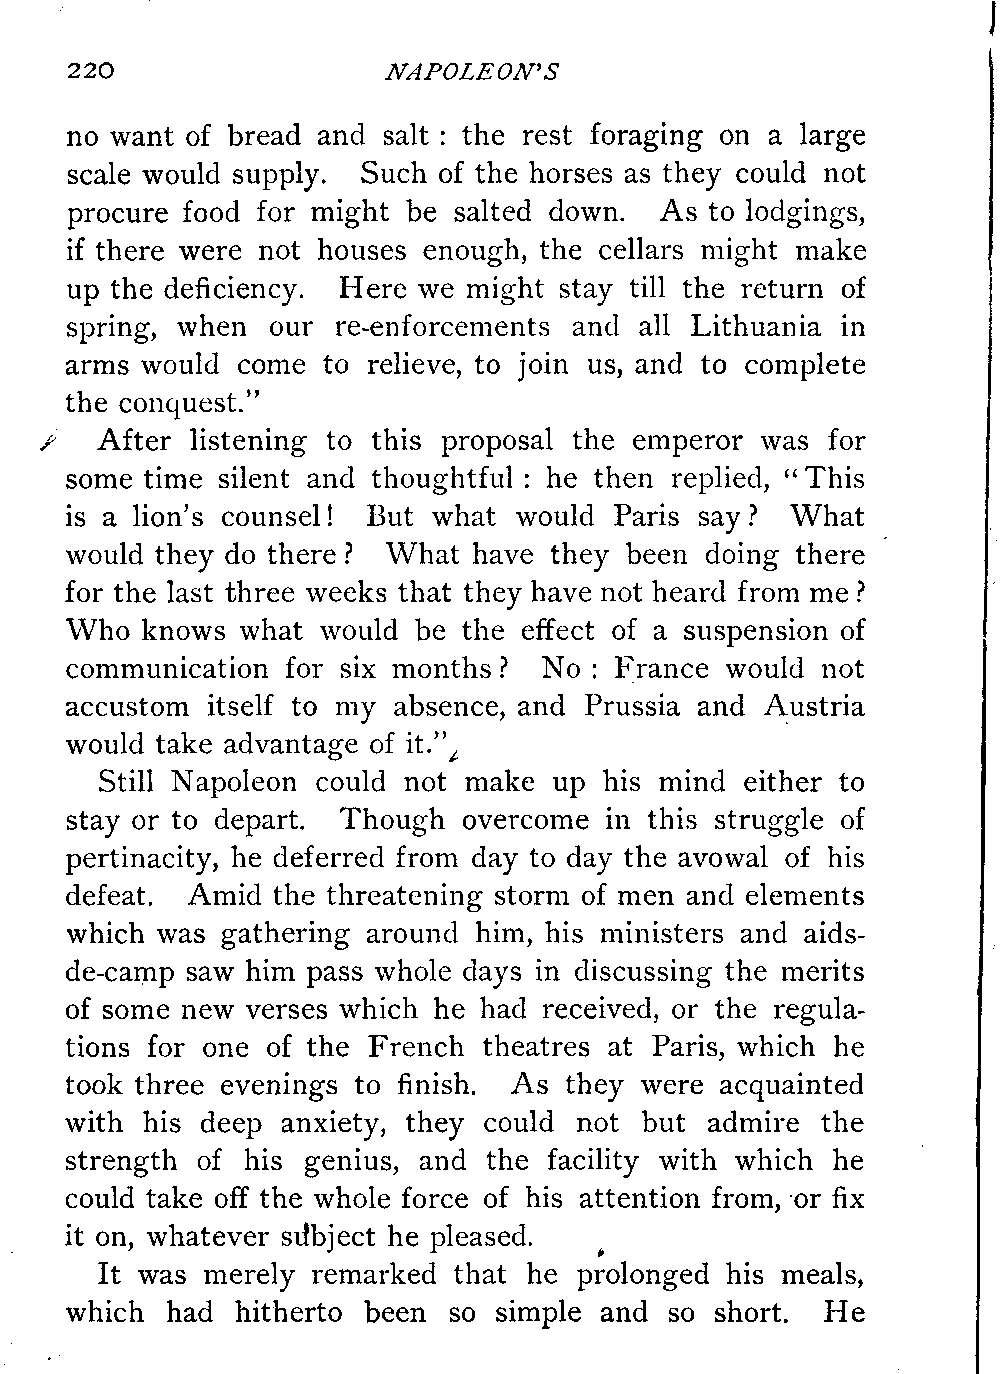 220 NAPOLEON'S
no want of bread and salt : the rest foraging on a large
scale would supply. Such of the horses as they could not
procure food for might be salted down. As to lodgings,
if there were not houses enough, the cellars might make
up the deficiency. Here we might stay till the return of
spring, when our re-enforcements and all Lithuania in
arms would come to relieve, to join us, and to complete
the conquest."
After listening to this proposal the emperor was for
some time silent and thoughtful : he then replied, "This
is a lion's counsel! But what would Paris say? What
would they do there? What have they been doing there
for the last three weeks that they have not heard from me?
Who knows what would be the effect of a suspension of
communication for six months? No : France would not
accustom itself to my absence, and Prussia and Austria
would take advantage of it."
Still Napoleon could not make up his mind either to
stay or to depart. Though overcome in this struggle of
pertinacity, he deferred from day to day the avowal of his
defeat. Amid the threatening storm of men and elements
which was gathering around him, his ministers and aids-
de-camp saw him pass whole days in discussing the merits
of some new verses which he had received, or the regula-
tions for one of the French theatres at Paris, which he
took three evenings to finish. As they were acquainted
with his deep anxiety, they could not but admire the
strength of his genius, and the facility with which he
could take off the whole force of his attention from, or fix
it on, whatever subject he pleased.
It was merely remarked that he prolonged his meals,
which had hitherto been so simple and so short. He